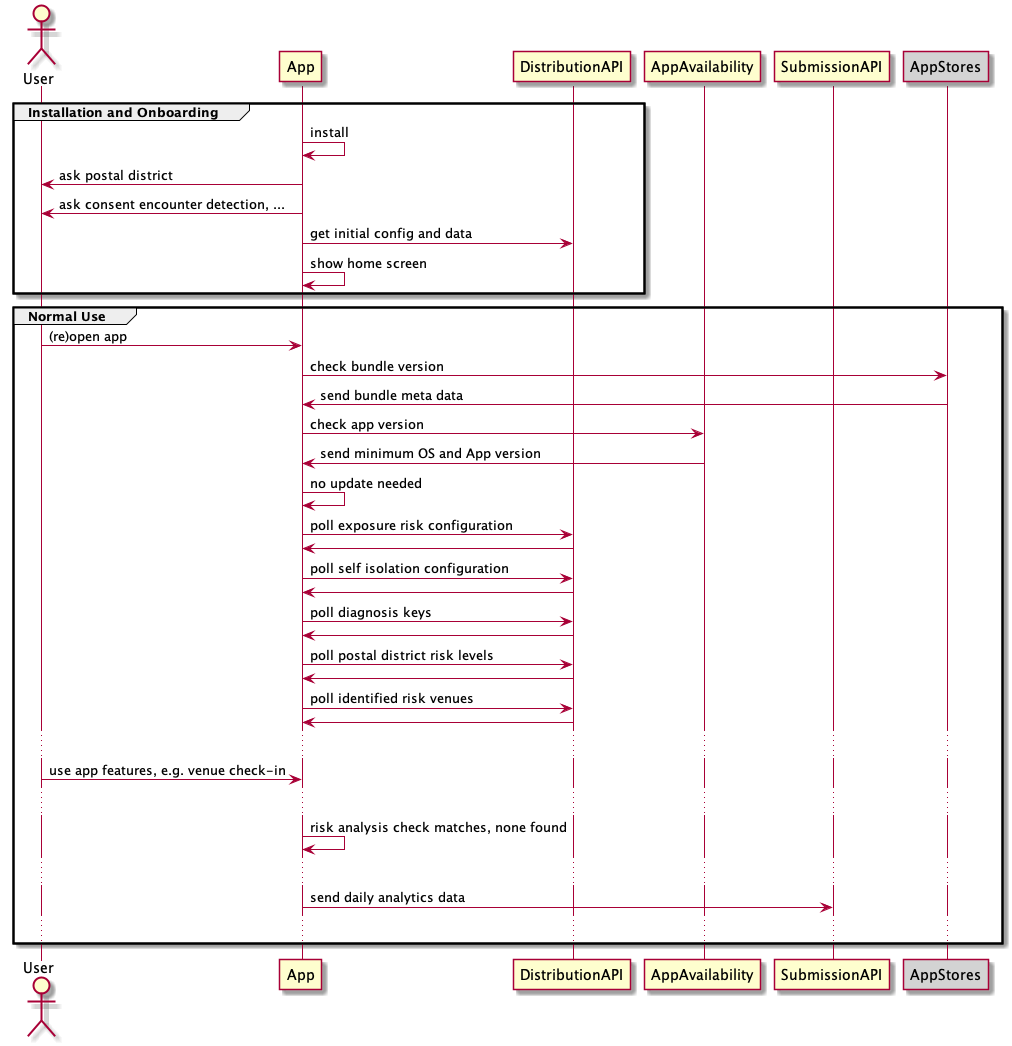 User
App
DistributionAPI
AppAvailability
SubmissionAPI
AppStores
Installation and Onboarding
install
ask postal district
ask consent encounter detection, ...
get initial config and data
show home screen
Normal Use
(re)open app
check bundle version
send bundle meta data
check app version
send minimum OS and App version
no update needed
poll exposure risk configuration
poll self isolation configuration
poll diagnosis keys
poll postal district risk levels
poll identified risk venues
use app features, e.g. venue check-in
risk analysis check matches, none found
send daily analytics data
User
App
DistributionAPI
AppAvailability
SubmissionAPI
AppStores